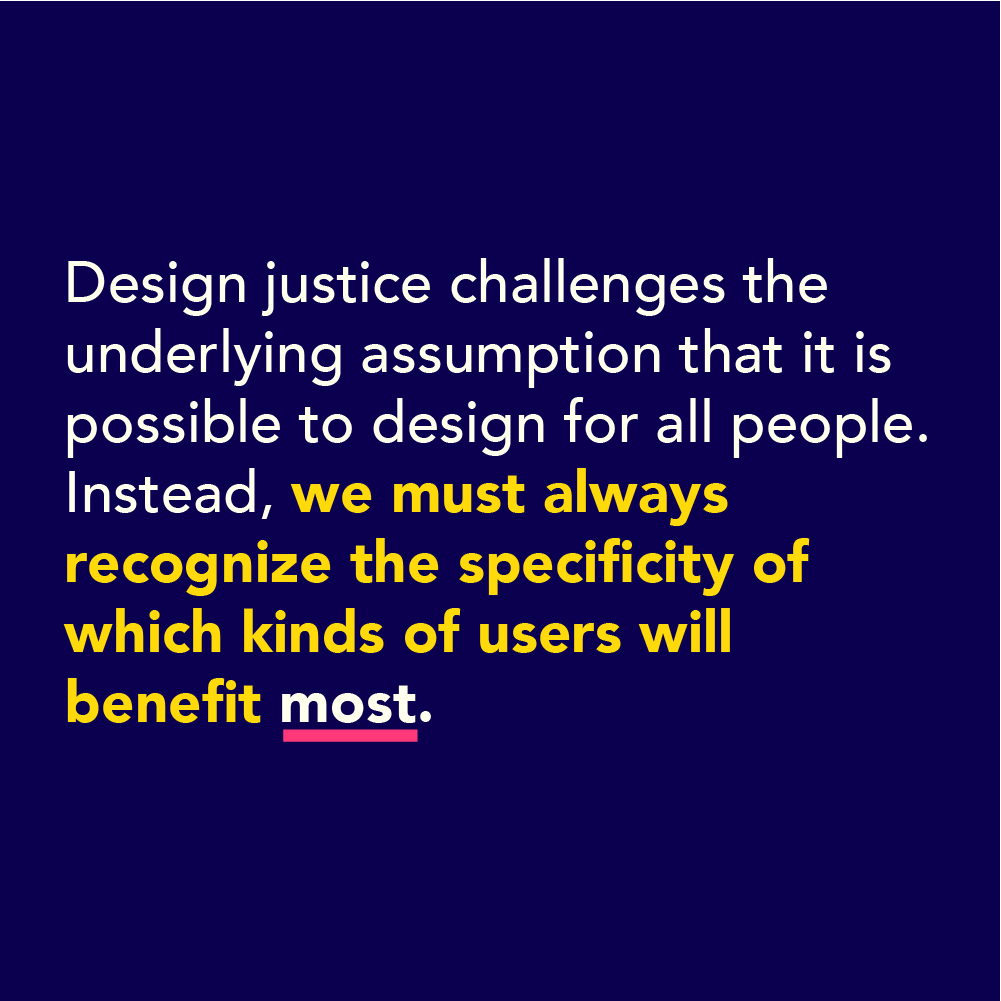 Design justice challenges the
underlying assumption that it is
possible to design for all people.
Instead, we must always
recognize the specificity of
which kinds of users will
benefit most.